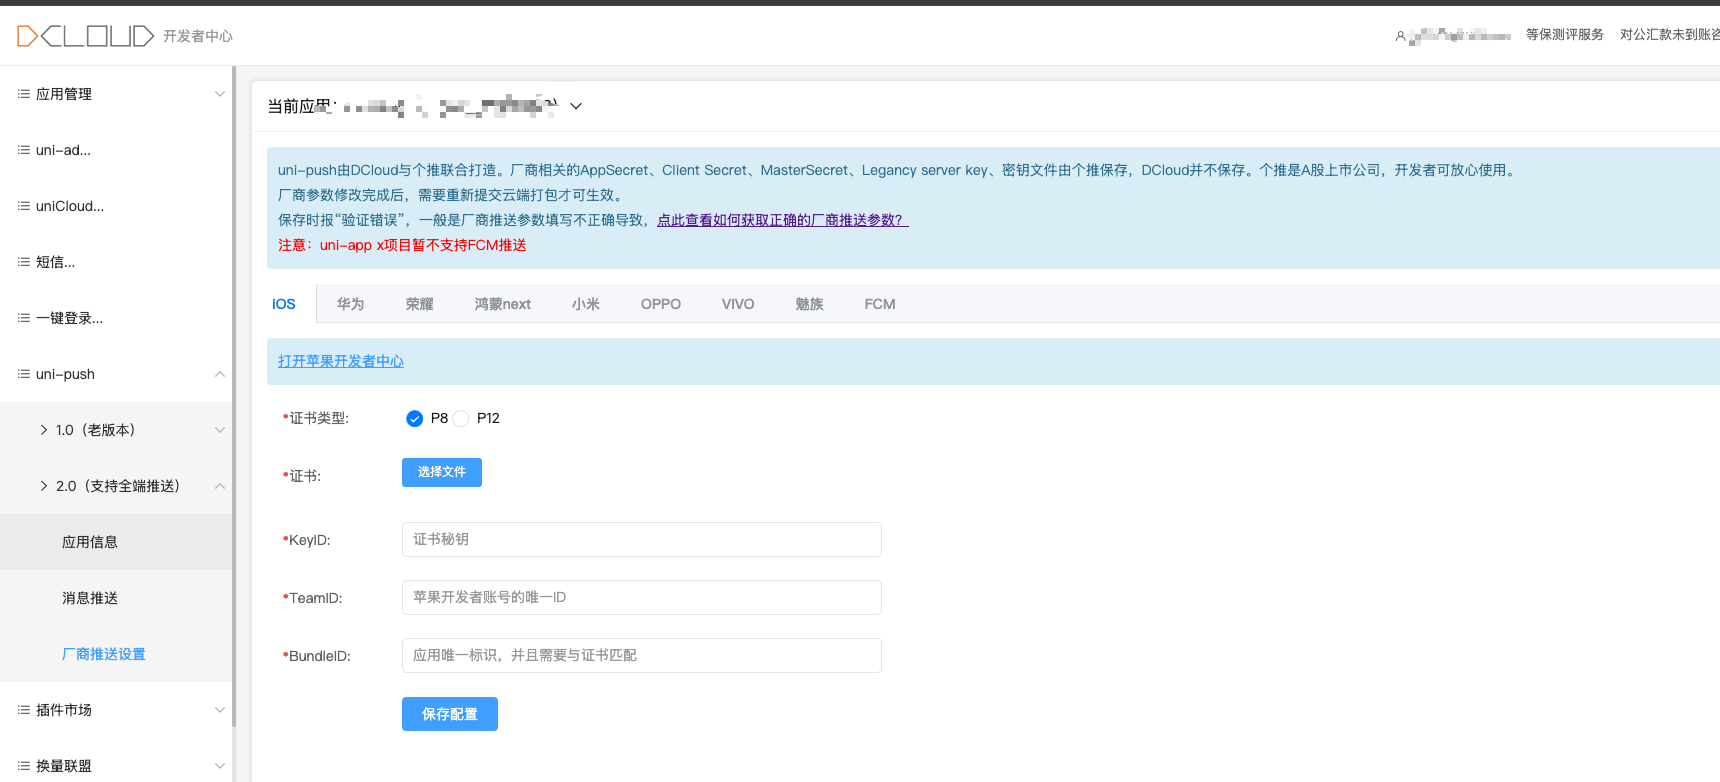 DCLOUD 开发者中心
等保测评服务
对公汇款未到账咨
应用管理
uni-ad...
uniCloud...
短信...
一键登录...
uni-push
1.0（老版本）
2.0（支持全端推送）
应用信息
消息推送
厂商推送设置
插件市场
换量联盟
当前应用：
uni-push由DCloud与个推联合打造。厂商相关的AppSecret、Client Secret、MasterSecret、Legancy server key、密钥文件由个推保存，DCloud并不保存。个推是A股上市公司，开发者可放心使用。
厂商参数修改完成后，需要重新提交云端打包才可生效。
保存时报“验证错误”，一般是厂商推送参数填写不正确导致，点此查看如何获取正确的厂商推送参数？
注意：uni-app x项目暂不支持FCM推送
iOS 华为 荣耀 鸿蒙next 小米 OPPO VIVO 魅族 FCM
打开苹果开发者中心
*证书类型: P8 P12
*证书: 选择文件
*KeyID: 证书秘钥
*TeamID: 苹果开发者账号的唯一ID
*BundleID: 应用唯一标识，并且需要与证书匹配
保存配置